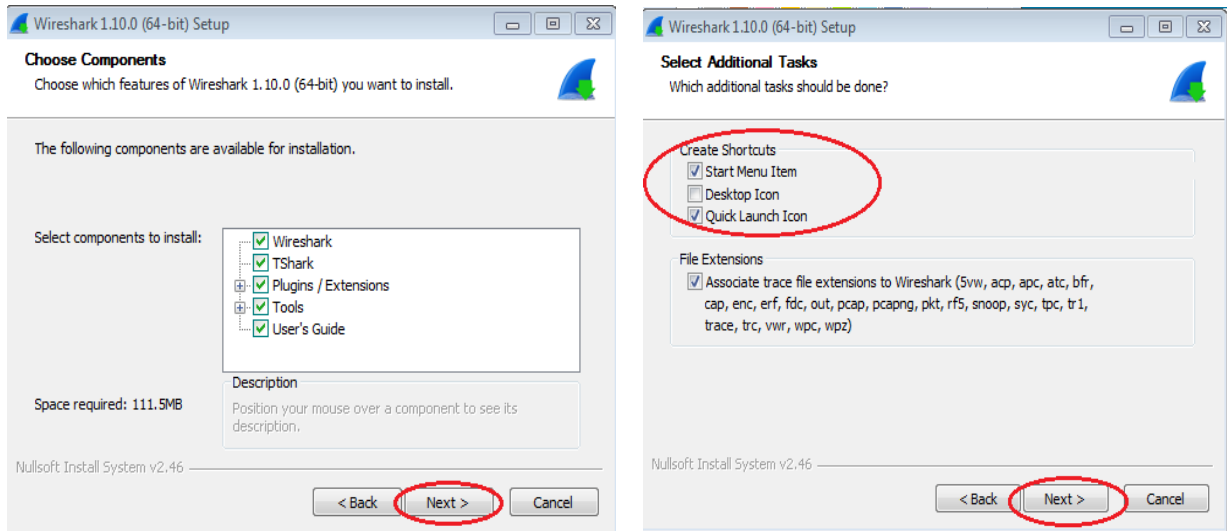 Wireshark 1.10.0 (64-bit) Setup
Choose Components
Choose which features of Wireshark 1.10.0 (64-bit) you want to install.
The following components are available for installation.
Select components to install:
Wireshark
TShark
Plugins / Extensions
Tools
User's Guide
Space required: 111.5MB
Description
Position your mouse over a component to see its
description.
Nullsoft Install System v2.46
< Back
Next >
Cancel
Wireshark 1.10.0 (64-bit) Setup
Select Additional Tasks
Which additional tasks should be done?
Create Shortcuts
Start Menu Item
Desktop Icon
Quick Launch Icon
File Extensions
Associate trace file extensions to Wireshark (5vw, acp, apc, atc, bfr,
cap, enc, erf, fdc, out, pcap, pcapng, pkt, rf5, snoop, syc, tpc, tr1,
trace, trc, vwr, wpc, wpz)
Nullsoft Install System v2.46
< Back
Next >
Cancel